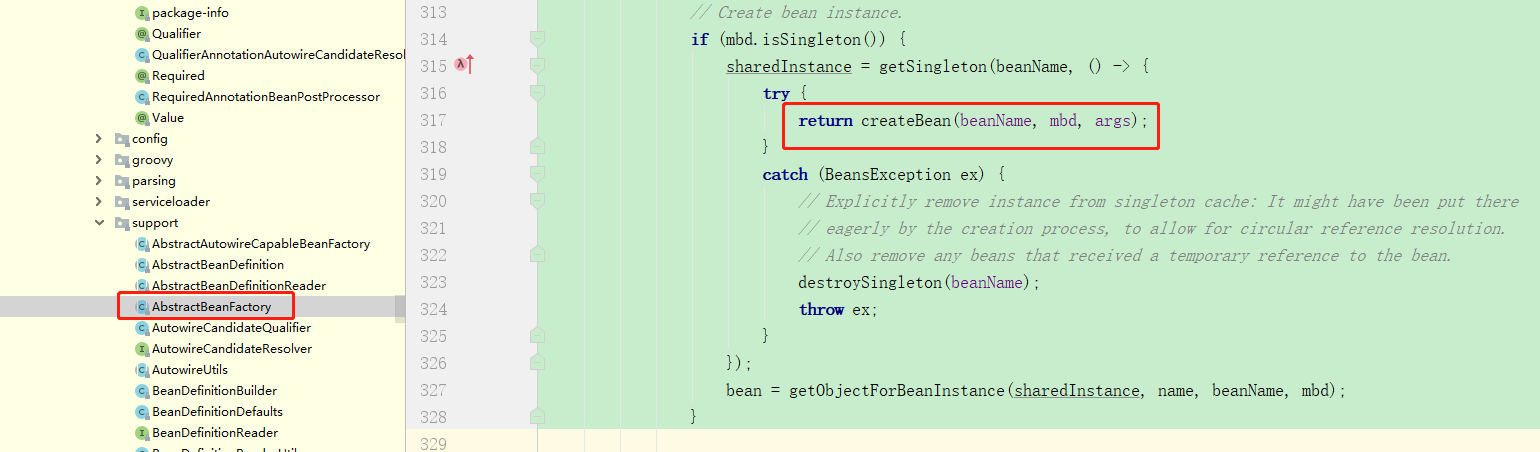 package-info
Qualifier
QualifierAnnotationAutowireCandidateResol
Required
RequiredAnnotationBeanPostProcessor
Value
config
groovy
parsing
serviceloader
support
AbstractAutowireCapableBeanFactory
AbstractBeanDefinition
AbstractBeanDefinitionReader
AbstractBeanFactory
AutowireCandidateQualifier
AutowireCandidateResolver
AutowireUtils
BeanDefinitionBuilder
BeanDefinitionDefaults
BeanDefinitionReader
313 // Create bean instance.
314 if (mbd.isSingleton()) {
315 sharedInstance = getSingleton(beanName, () -> {
316 try {
317 return createBean(beanName, mbd, args);
318 }
319 catch (BeansException ex) {
320 // Explicitly remove instance from singleton cache: It might have been put there
321 // eagerly by the creation process, to allow for circular reference resolution.
322 // Also remove any beans that received a temporary reference to the bean.
323 destroySingleton(beanName);
324 throw ex;
325 }
326 });
327 bean = getObjectForBeanInstance(sharedInstance, name, beanName, mbd);
328 }
329